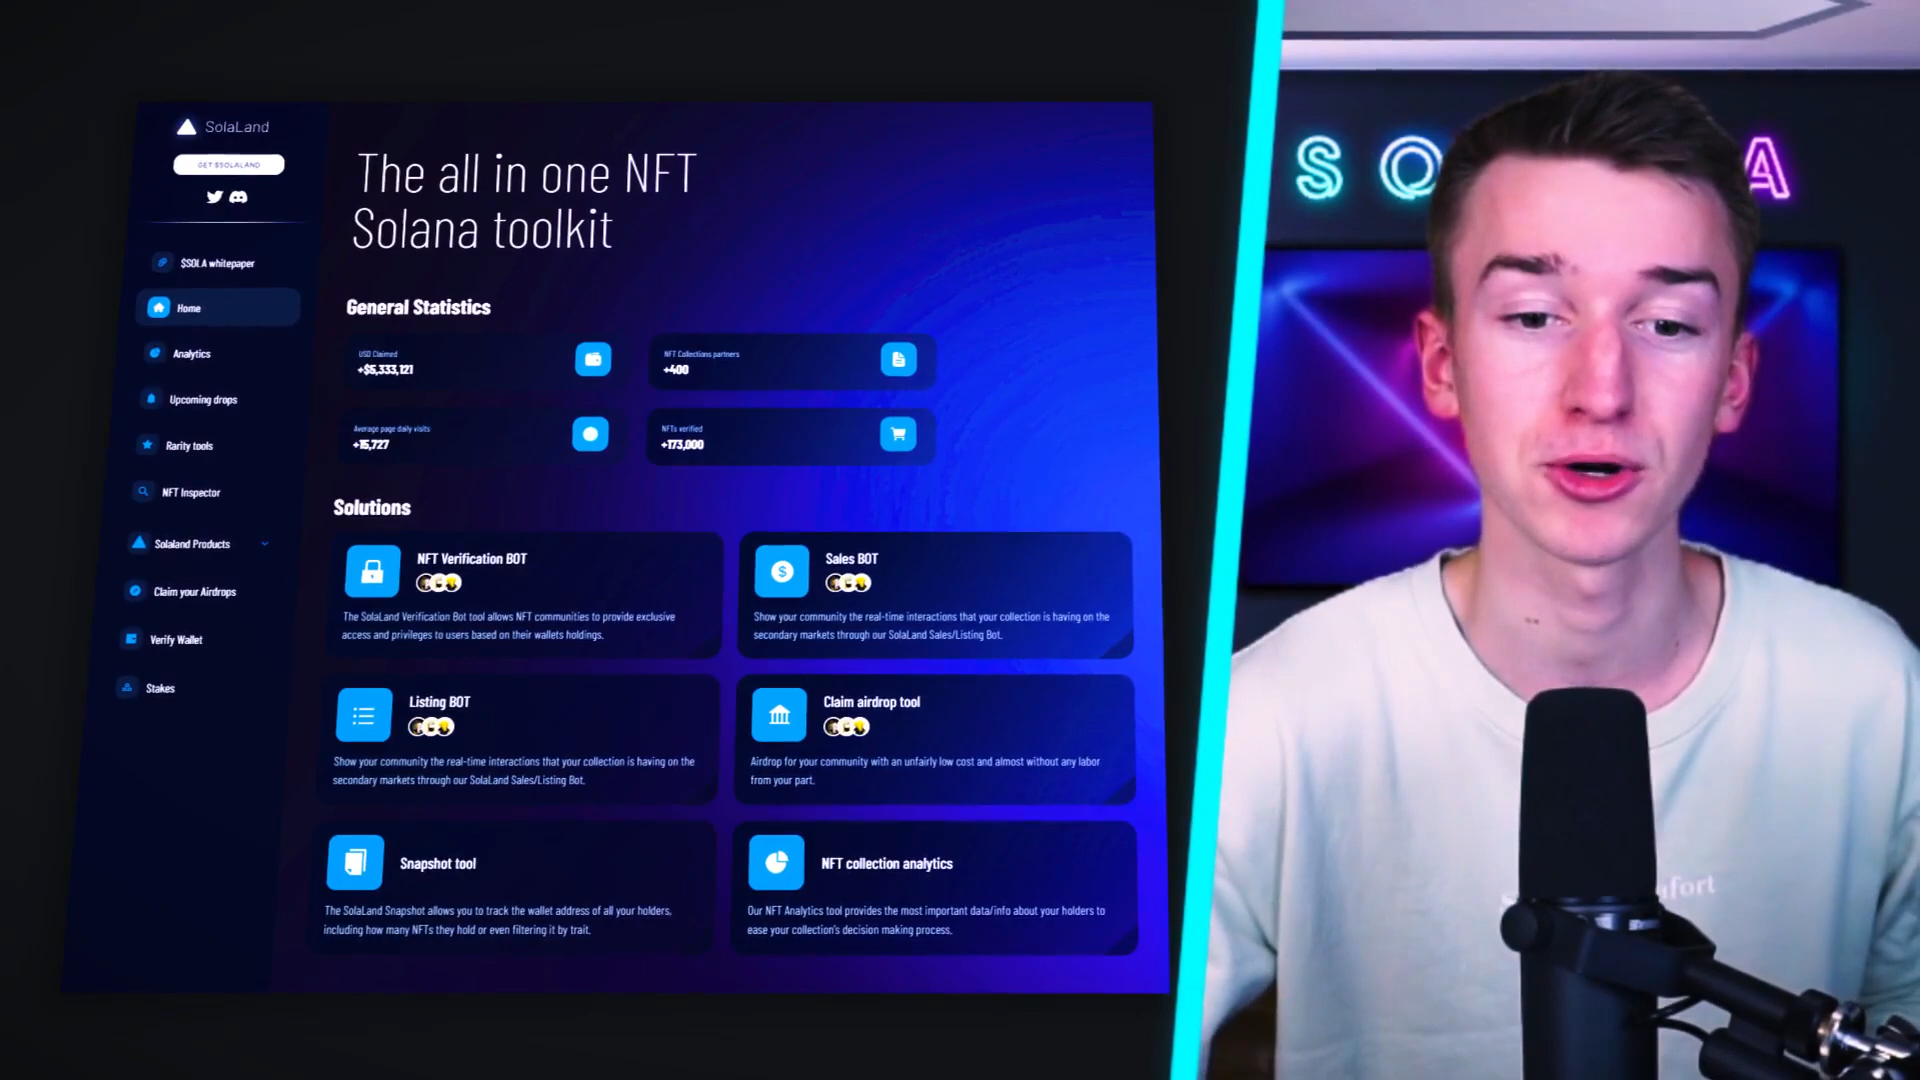 SolaLand
GET $SOLALAND
$SOLA whitepaper
Home
Analytics
Upcoming drops
Rarity tools
NFT Inspector
Solaland Products
Claim your Airdrops
Verify Wallet
Stakes
The all in one NFT
Solana toolkit
General Statistics
USD Claimed
+$5,333,121
NFT Collections partners
+400
Average page daily visits
+15,727
NFTs verified
+173,000
Solutions
NFT Verification BOT
The SolaLand Verification Bot tool allows NFT communities to provide exclusive
access and privileges to users based on their wallets holdings.
Sales BOT
Show your community the real-time interactions that your collection is having on the
secondary markets through our SolaLand Sales/Listing Bot.
Listing BOT
Show your community the real-time interactions that your collection is having on the
secondary markets through our SolaLand Sales/Listing Bot.
Claim airdrop tool
Airdrop for your community with an unfairly low cost and almost without any labor
from your part.
Snapshot tool
The SolaLand Snapshot allows you to track the wallet address of all your holders,
including how many NFTs they hold or even filtering it by trait.
NFT collection analytics
Our NFT Analytics tool provides the most important data/info about your holders to
ease your collection's decision making process.
S O A